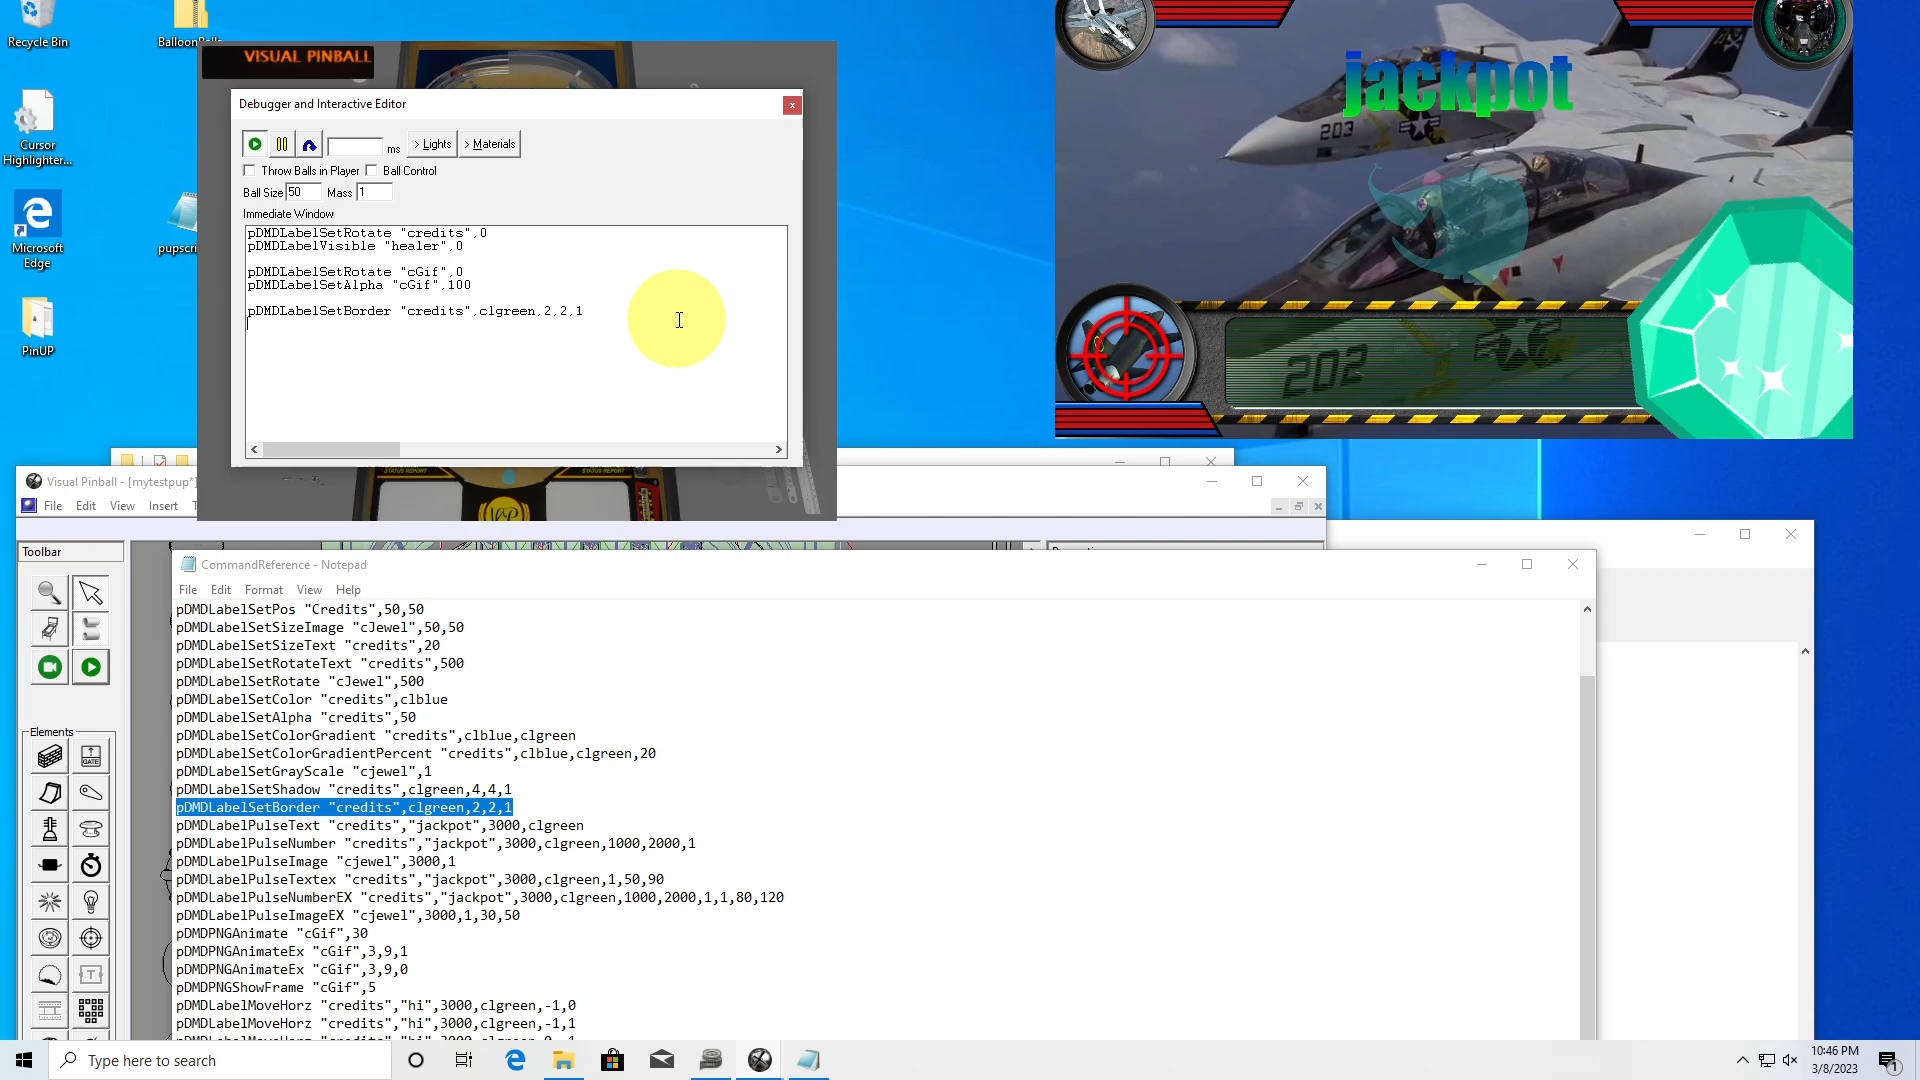 Recycle Bin
Cursor
Highlighter...
Microsoft
Edge
pupscri
PinUP
VISUAL PINBALL
Debugger and Interactive Editor
x
ms
> Lights
> Materials
Throw Balls in Player
Ball Control
Ball Size 50 Mass 1
Immediate Window
pDMDLabelSetRotate "credits",0
pDMDLabelVisible "healer",0
pDMDLabelSetRotate "cGif",0
pDMDLabelSetAlpha "cGif",100
pDMDLabelSetBorder "credits",clgreen,2,2,1
STATUS REPORT
STATUS REPORT
jackpot
203
202
Visual Pinball - [mytestpup*]
File Edit View Insert T
Toolbar
Elements
GATE
T
CommandReference - Notepad
File Edit Format View Help
pDMDLabelSetPos "Credits",50,50
pDMDLabelSetSizeImage "cJewel",50,50
pDMDLabelSetSizeText "credits",20
pDMDLabelSetRotateText "credits",500
pDMDLabelSetRotate "cJewel",500
pDMDLabelSetColor "credits",clblue
pDMDLabelSetAlpha "credits",50
pDMDLabelSetColorGradient "credits",clblue,clgreen
pDMDLabelSetColorGradientPercent "credits",clblue,clgreen,20
pDMDLabelSetGrayScale "cjewel",1
pDMDLabelSetShadow "credits",clgreen,4,4,1
pDMDLabelSetBorder "credits",clgreen,2,2,1
pDMDLabelPulseText "credits","jackpot",3000,clgreen
pDMDLabelPulseNumber "credits","jackpot",3000,clgreen,1000,2000,1
pDMDLabelPulseImage "cjewel",3000,1
pDMDLabelPulseTextex "credits","jackpot",3000,clgreen,1,50,90
pDMDLabelPulseNumberEX "credits","jackpot",3000,clgreen,1000,2000,1,1,80,120
pDMDLabelPulseImageEX "cjewel",3000,1,30,50
pDMDPNGAnimate "cGif",30
pDMDPNGAnimateEx "cGif",3,9,1
pDMDPNGAnimateEx "cGif",3,9,0
pDMDPNGShowFrame "cGif",5
pDMDLabelMoveHorz "credits","hi",3000,clgreen,-1,0
pDMDLabelMoveHorz "credits","hi",3000,clgreen,-1,1
Type here to search
10:46 PM
3/8/2023
1